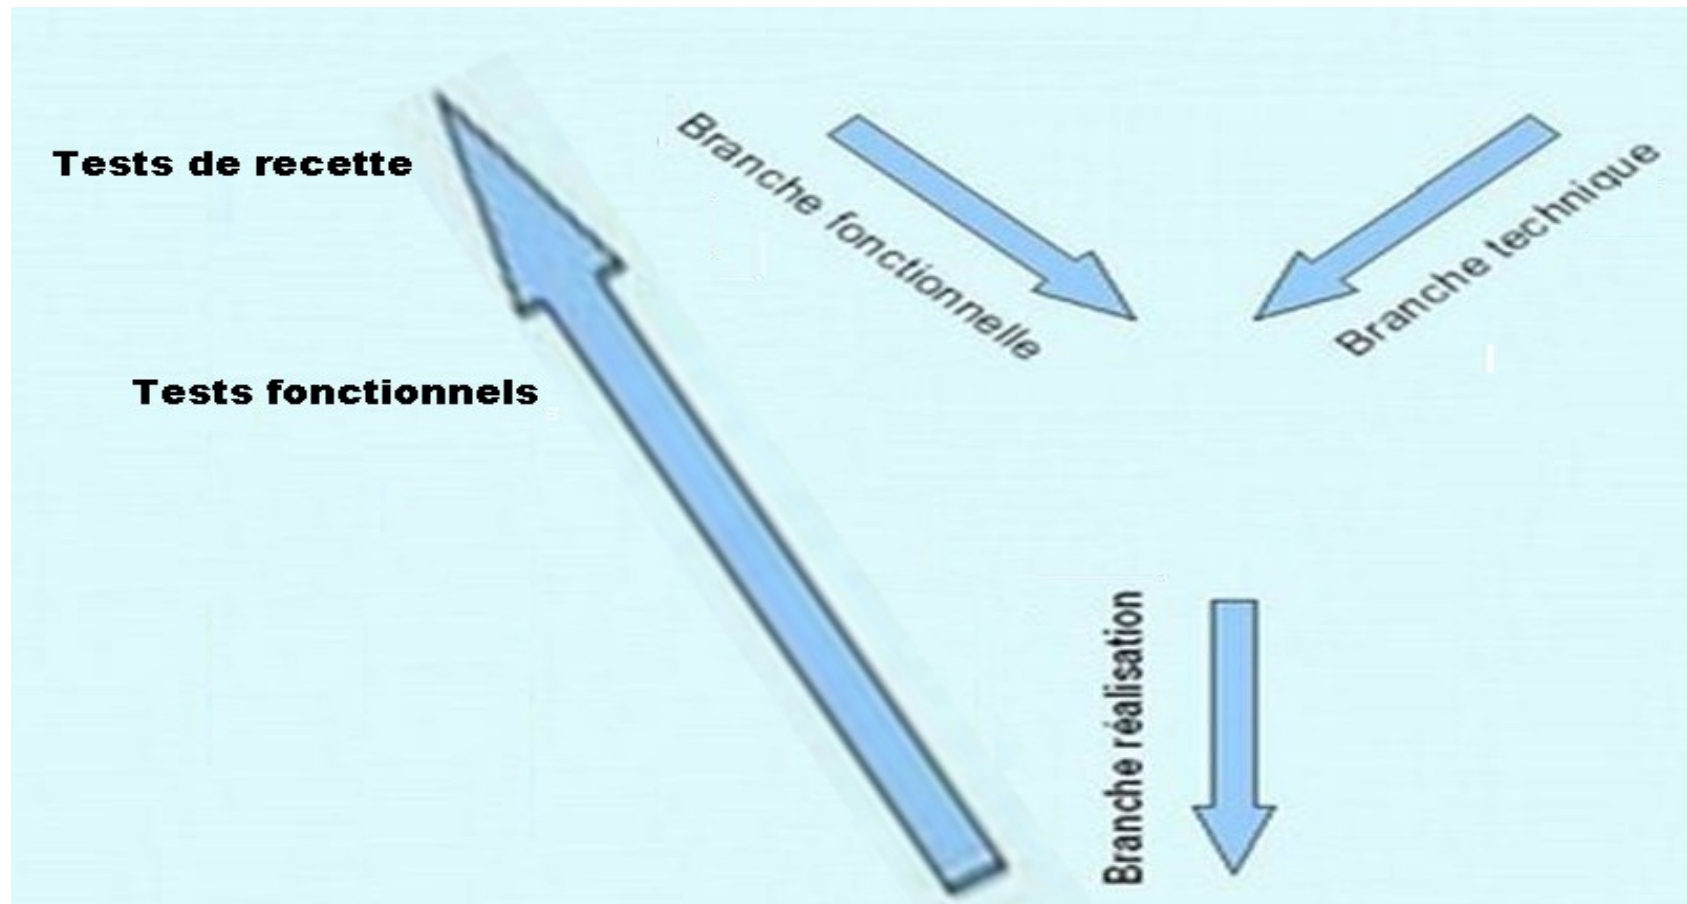 Tests de recette
Branche fonctionnelle
Branche technique
Tests fonctionnels
Branche réalisation